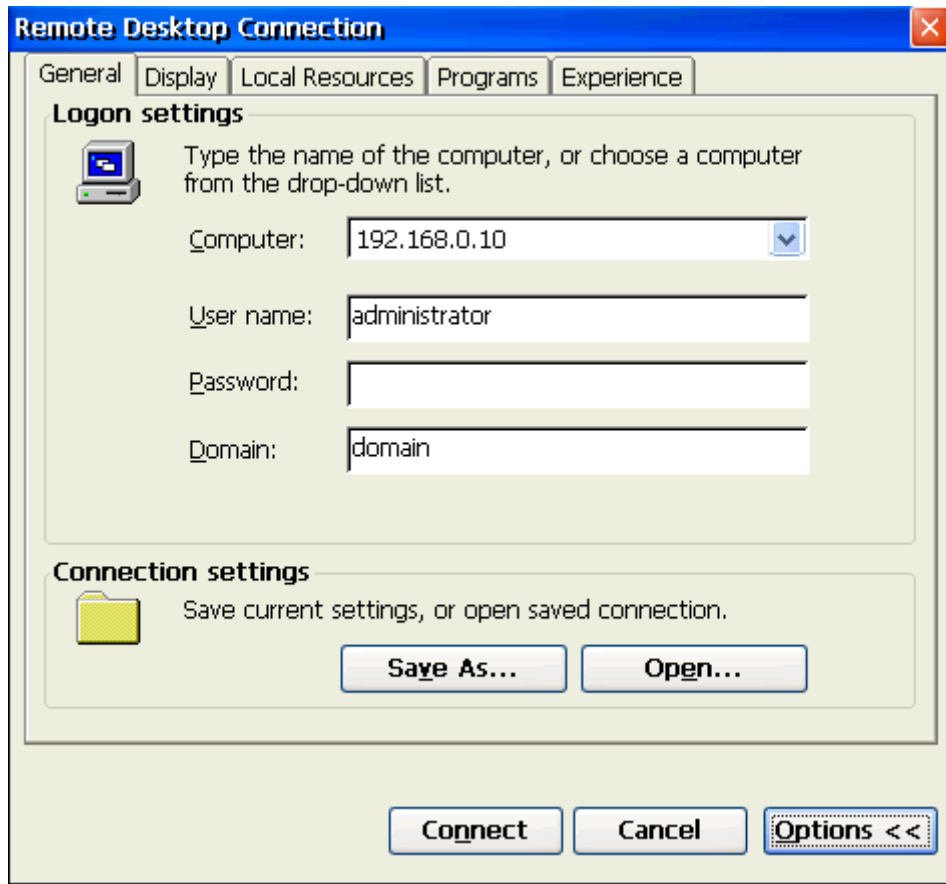 Remote Desktop Connection
General Display Local Resources Programs Experience
Logon settings
Type the name of the computer, or choose a computer
from the drop-down list.
Computer: 192.168.0.10
User name: administrator
Password:
Domain: domain
Connection settings
Save current settings, or open saved connection.
Save As... Open...
Connect Cancel Options <<